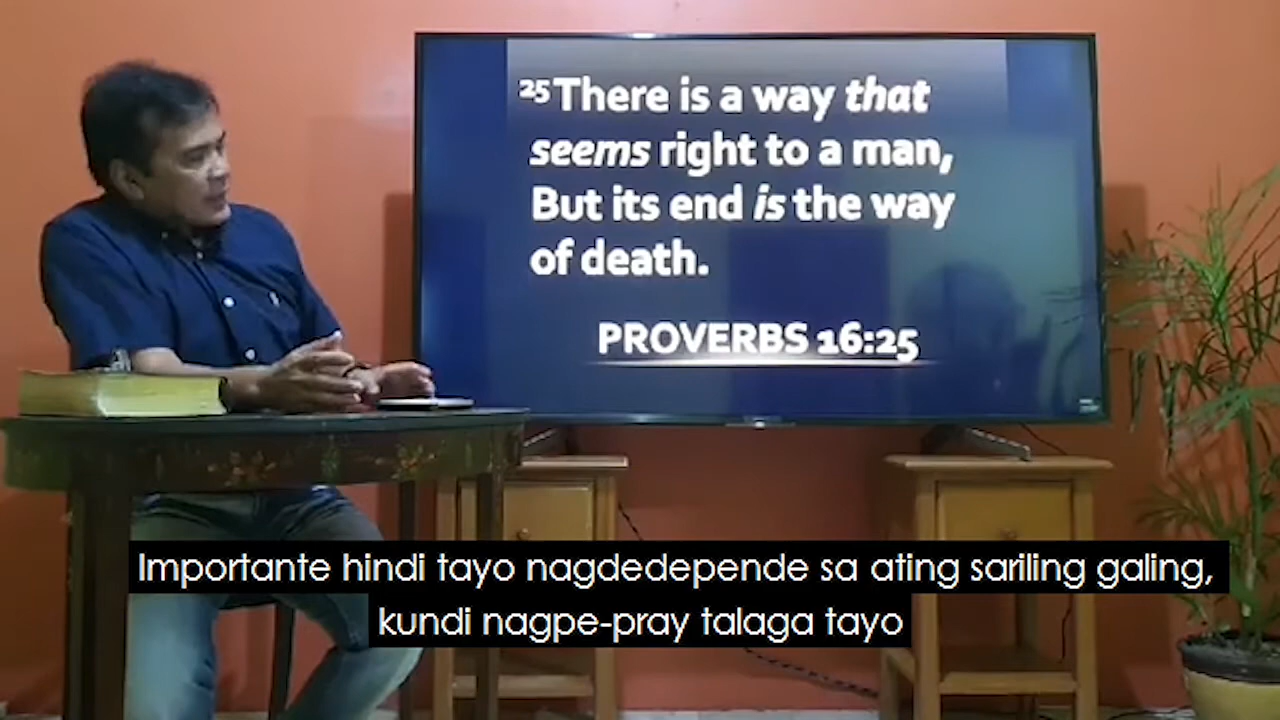 25 There is a way that
seems right to a man,
But its end is the way
of death.
PROVERBS 16:25
Importante hindi tayo nagdedepende sa ating sariling galing,
kundi nagpe-pray talaga tayo